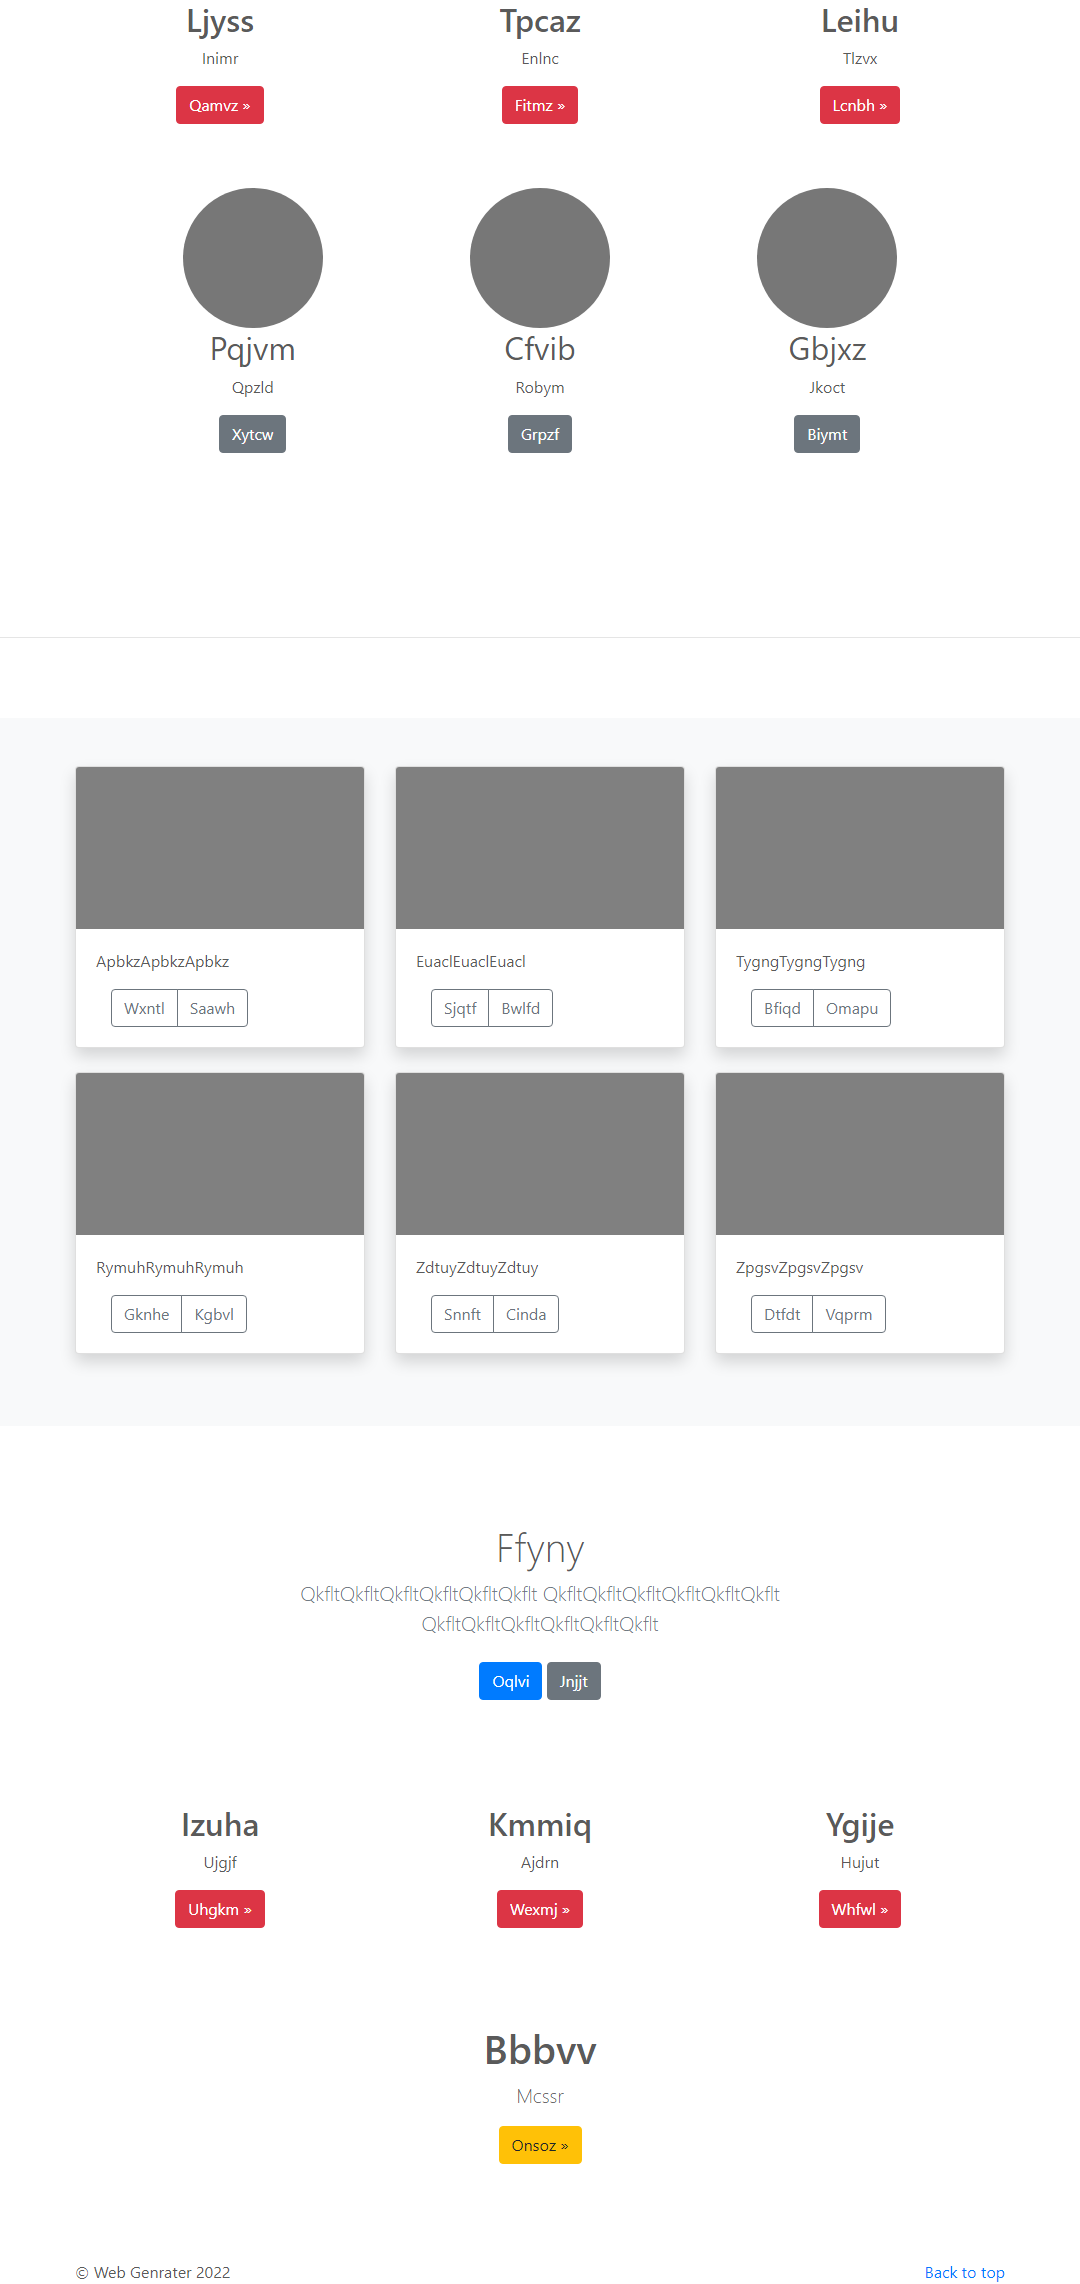 Ljyss Tpcaz Leihu
Inimr Enlnc Tlzvx
Qamvz » Fitmz » Lcnbh »
Pqjvm Cfvib Gbjxz
Qpzld Robym Jkoct
Xytcw Grpzf Biymt
ApbkzApbkzApbkz EuaclEuaclEuacl TygngTygngTygng
Wxntl Saawh Sjqtf Bwlfd Bfiqd Omapu
RymuhRymuhRymuh ZdtuyZdtuyZdtuy ZpgsvZpgsvZpgsv
Gknhe Kgbvl Snnft Cinda Dtfdt Vqprm
Ffyny
QkfltQkfltQkfltQkfltQkfltQkflt QkfltQkfltQkfltQkfltQkfltQkflt
QkfltQkfltQkfltQkfltQkfltQkflt
Oqlvi Jnjjt
Izuha Kmmiq Ygije
Ujgjf Ajdrn Hujut
Uhgkm » Wexmj » Whfwl »
Bbbvv
Mcssr
Onsoz »
© Web Genrater 2022 Back to top